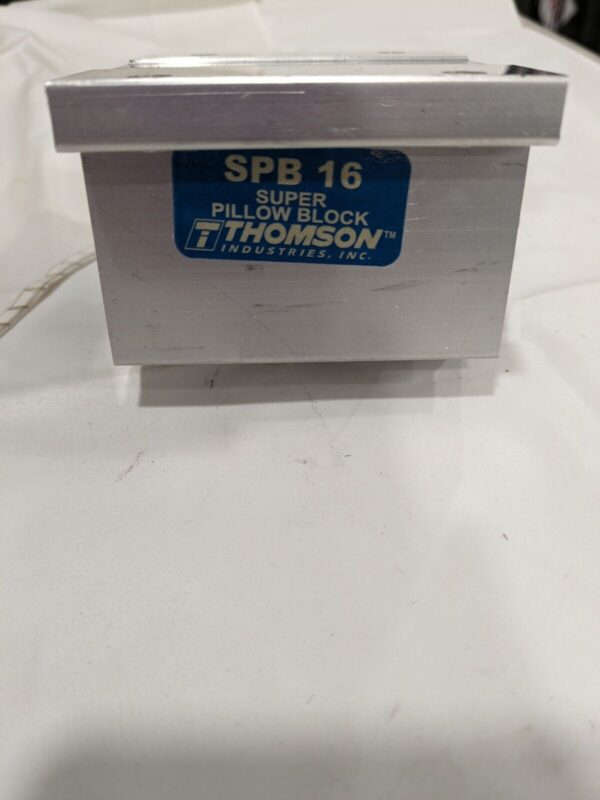 SPB 16
SUPER
PILLOW BLOCK
THOMSON™
INDUSTRIES, INC.